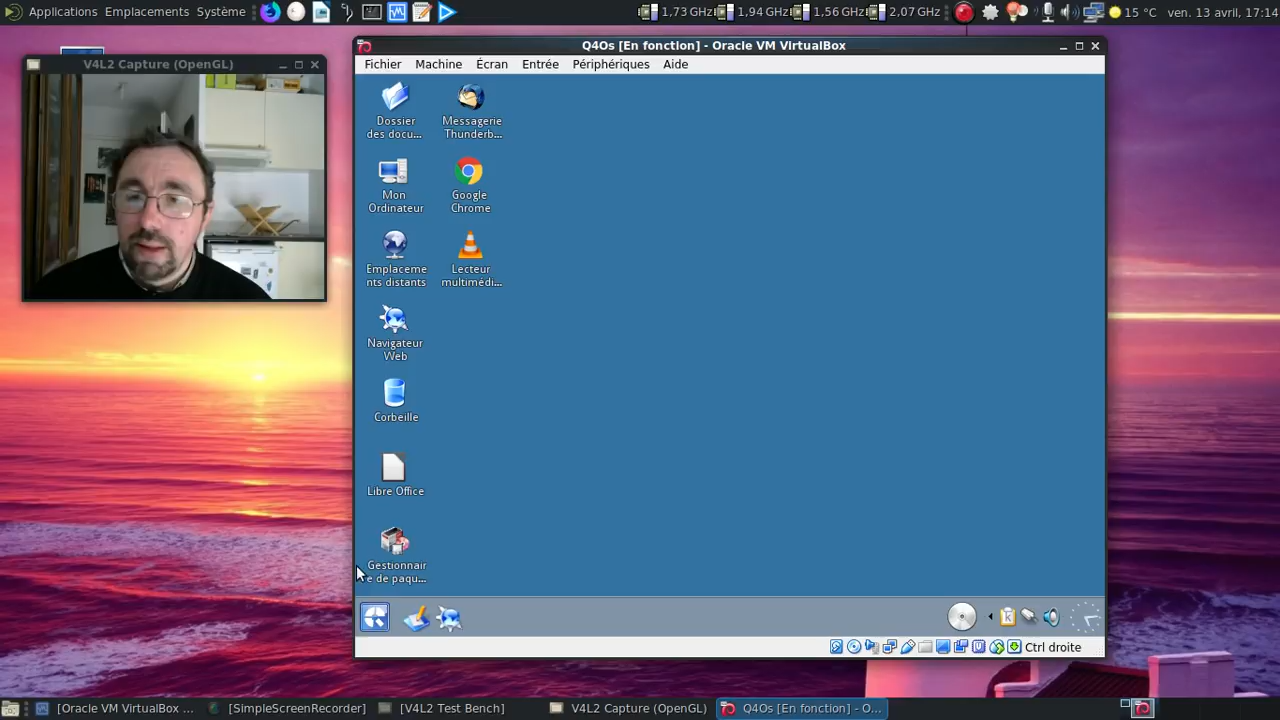 Applications Emplacements Système
1,73 GHz 1,94 GHz 1,56 GHz 2,07 GHz
15 °C ven. 13 avril, 17:14
V4L2 Capture (OpenGL)
Q4Os [En fonction] - Oracle VM VirtualBox
Fichier Machine Écran Entrée Périphériques Aide
Dossier
des docu...
Messagerie
Thunderb...
Mon
Ordinateur
Google
Chrome
Emplaceme
nts distants
Lecteur
multimédi...
Navigateur
Web
Corbeille
Libre Office
Gestionnair
e de paqu...
Ctrl droite
[Oracle VM VirtualBox ...
[SimpleScreenRecorder]
[V4L2 Test Bench]
V4L2 Capture (OpenGL)
Q4Os [En fonction] - O...